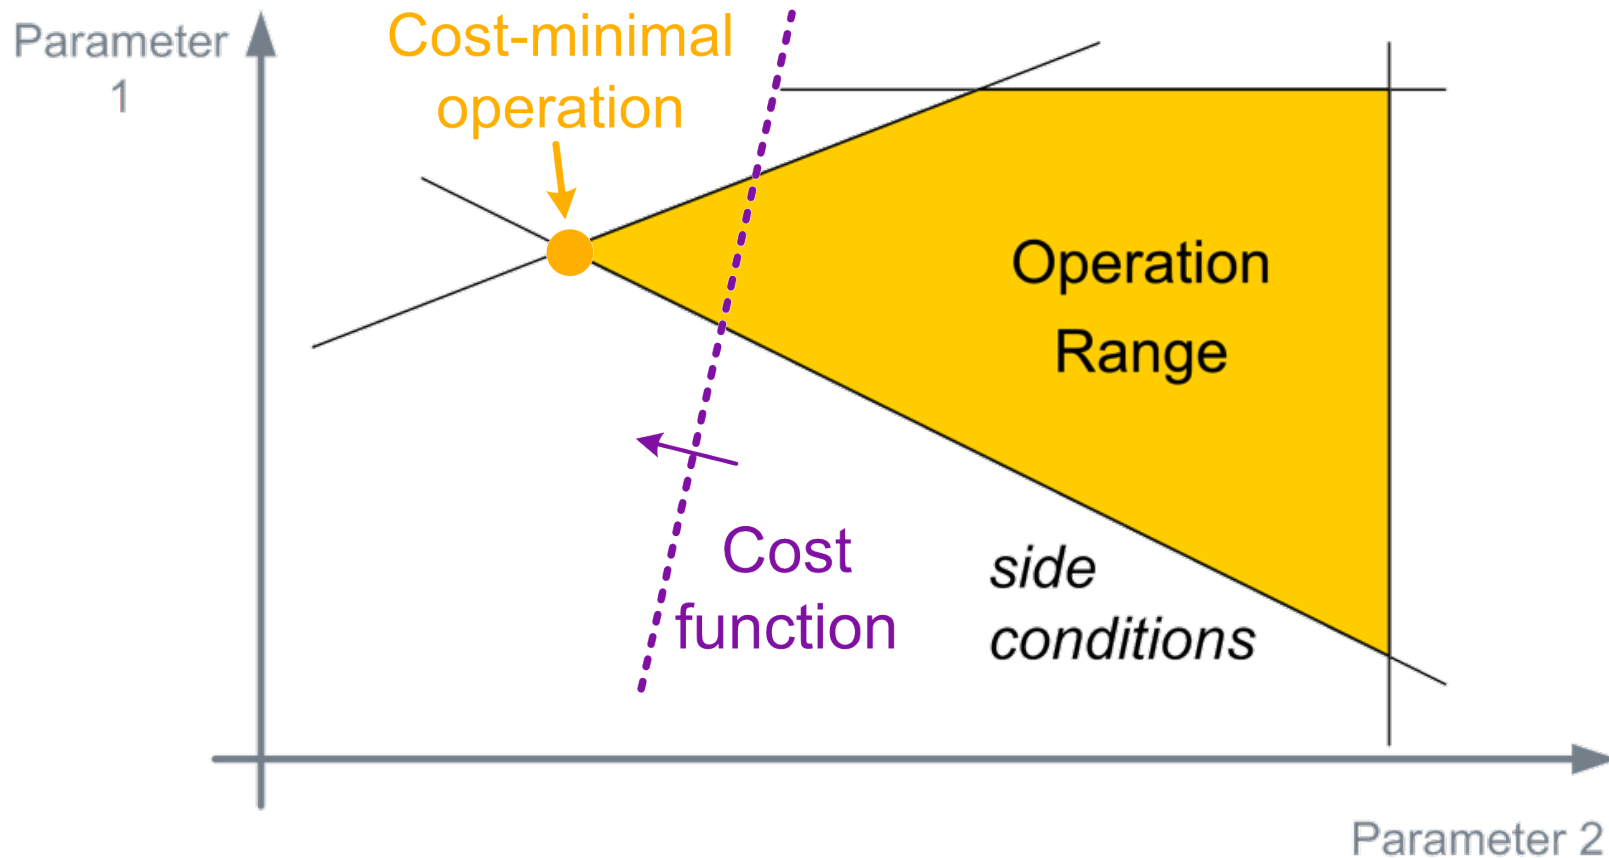 Parameter
1
Cost-minimal
operation
Operation
Range
Cost
function
side
conditions
Parameter 2